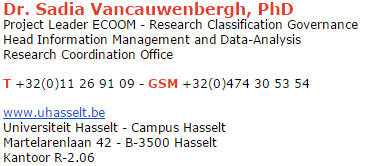 Dr. Sadia Vancauwenbergh, PhD
Project Leader ECOOM - Research Classification Governance
Head Information Management and Data-Analysis
Research Coordination Office
T +32(0)11 26 91 09 - GSM +32(0)474 30 53 54
www.uhasselt.be
Universiteit Hasselt - Campus Hasselt
Martelarenlaan 42 - B-3500 Hasselt
Kantoor R-2.06